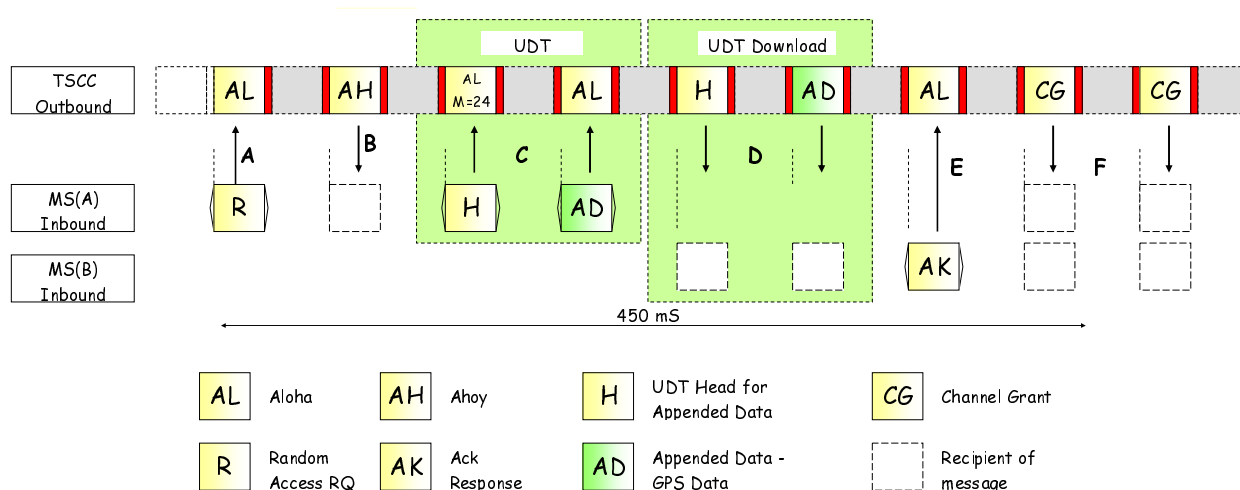 UDT
UDT Download
TSCC
Outbound
AL
AH
AL
M=24
AL
H
AD
AL
CG
CG
A
B
C
D
E
F
MS(A)
Inbound
R
H
AD
MS(B)
Inbound
AK
450 mS
AL
Aloha
AH
Ahoy
H
UDT Head for
Appended Data
CG
Channel Grant
R
Random
Access RQ
AK
Ack
Response
AD
Appended Data -
GPS Data
Recipient of
message